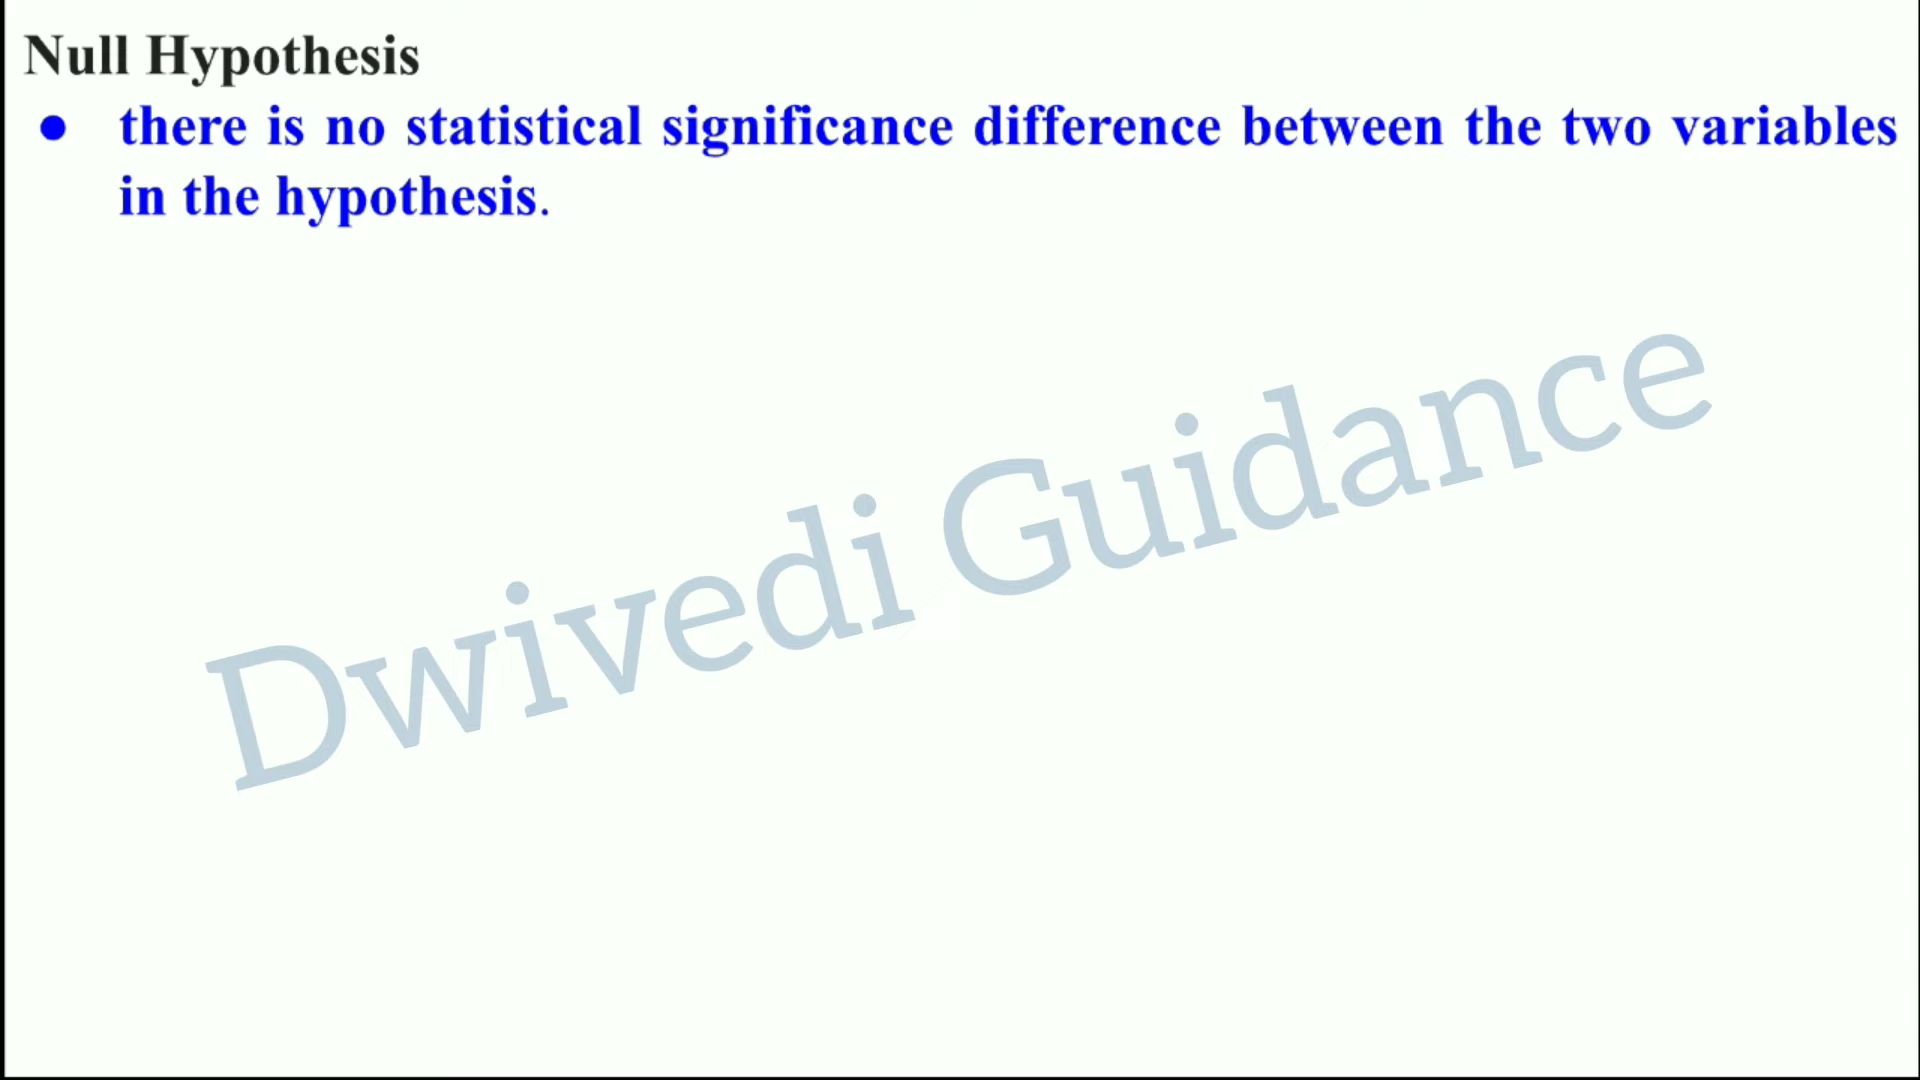 Null Hypothesis
● there is no statistical significance difference between the two variables
in the hypothesis.
Dwivedi Guidance